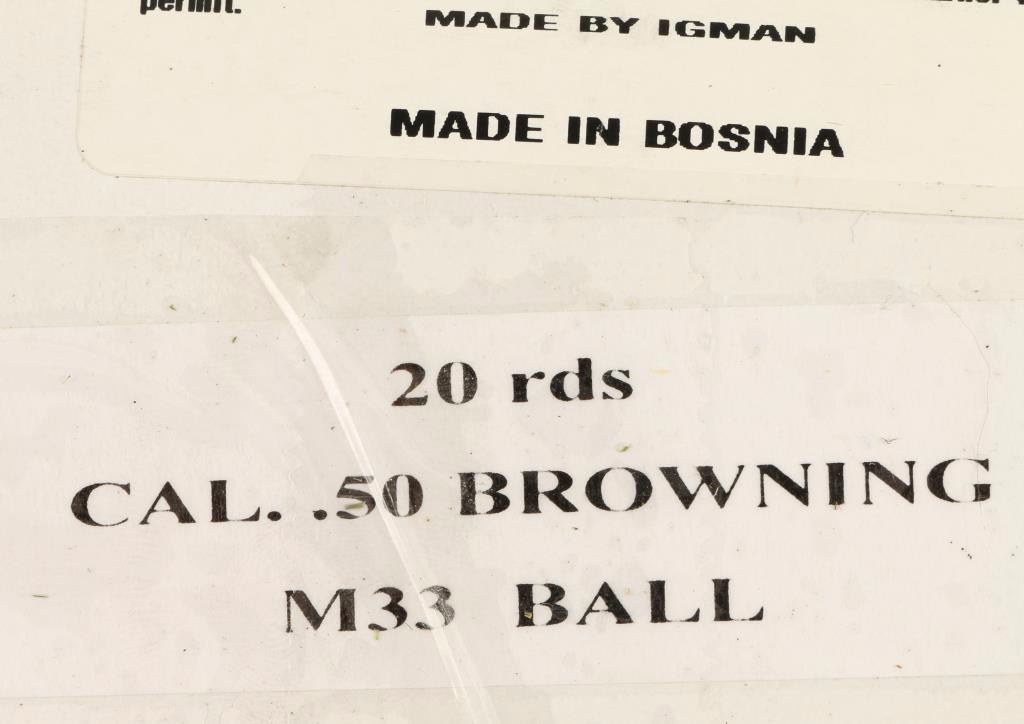 permit.
MADE BY IGMAN
MADE IN BOSNIA
20 rds
CAL. .50 BROWNING
M33 BALL